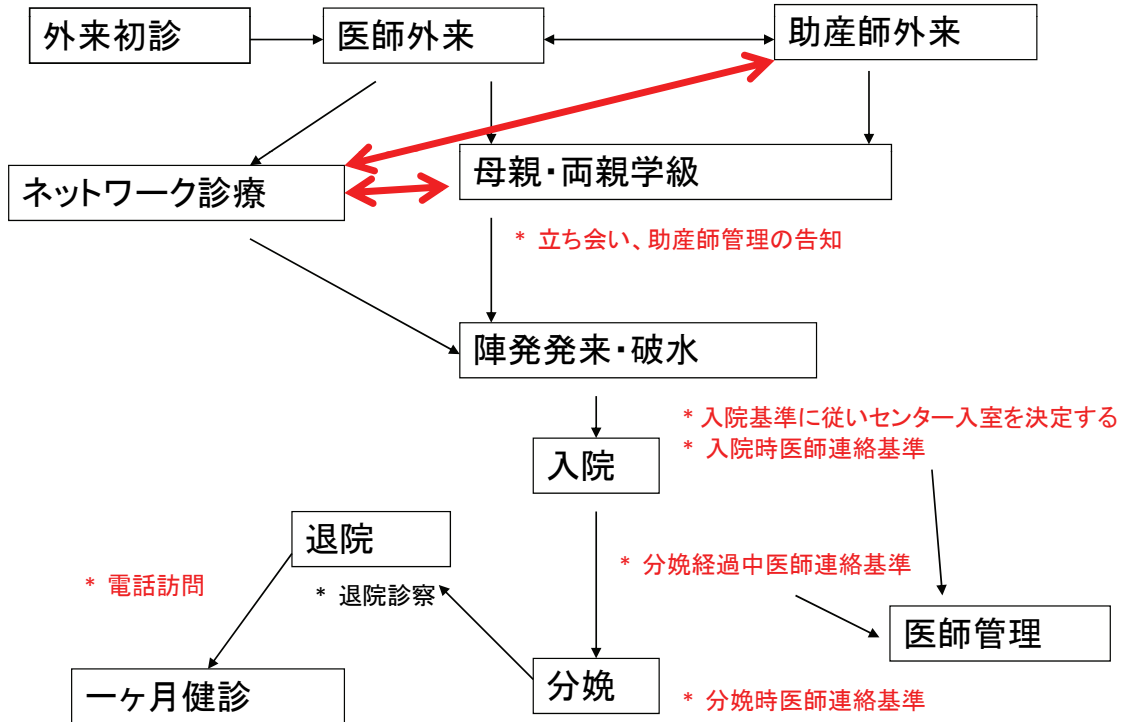 外来初診
医師外来
助産師外来
ネットワーク診療
母親・両親学級
* 立ち会い、助産師管理の告知
陣発発来・破水
* 入院基準に従いセンター入室を決定する
* 入院時医師連絡基準
入院
退院
* 分娩経過中医師連絡基準
* 電話訪問
* 退院診察
医師管理
分娩
* 分娩時医師連絡基準
一ヶ月健診